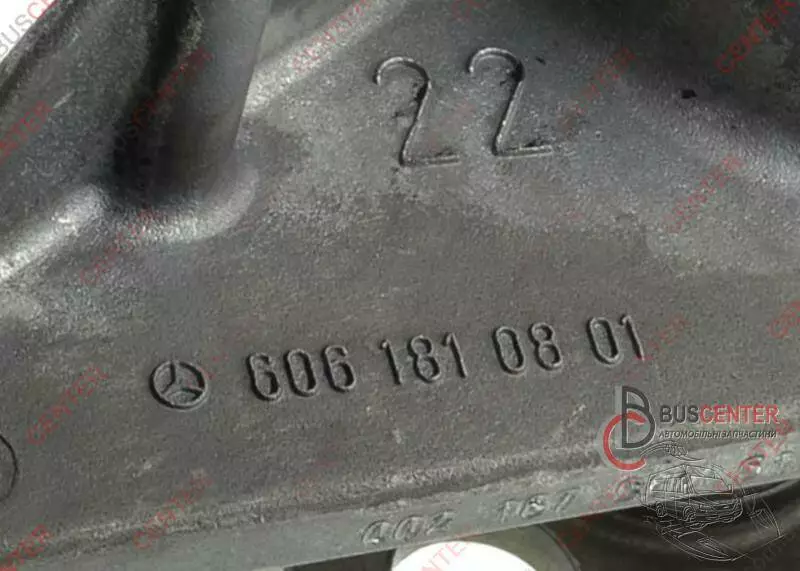 22
606 181 08 01
BUSCENTER
АВТОМОБІЛЬНІ ЗАПЧАСТИНИ